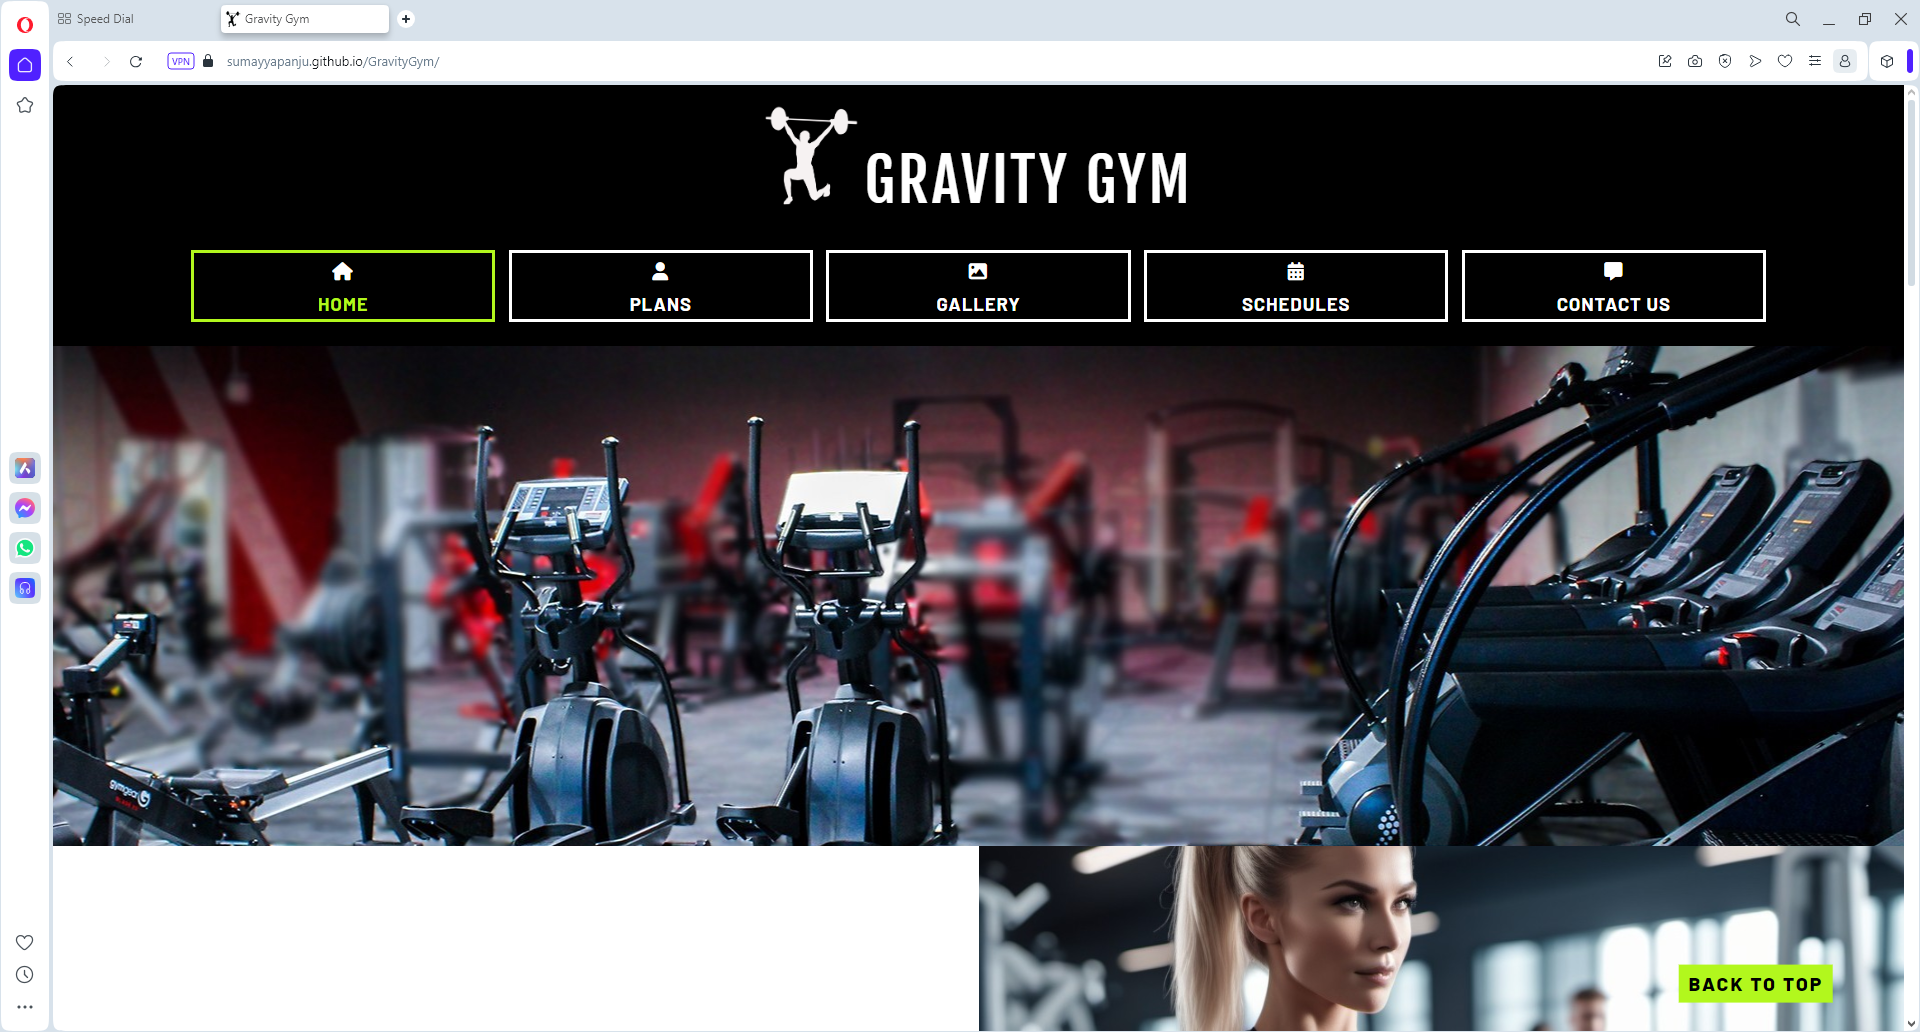 Speed Dial
Gravity Gym
VPN
sumayyapanju.github.io/GravityGym/
GRAVITY GYM
HOME
PLANS
GALLERY
SCHEDULES
CONTACT US
gymgear
BACK TO TOP